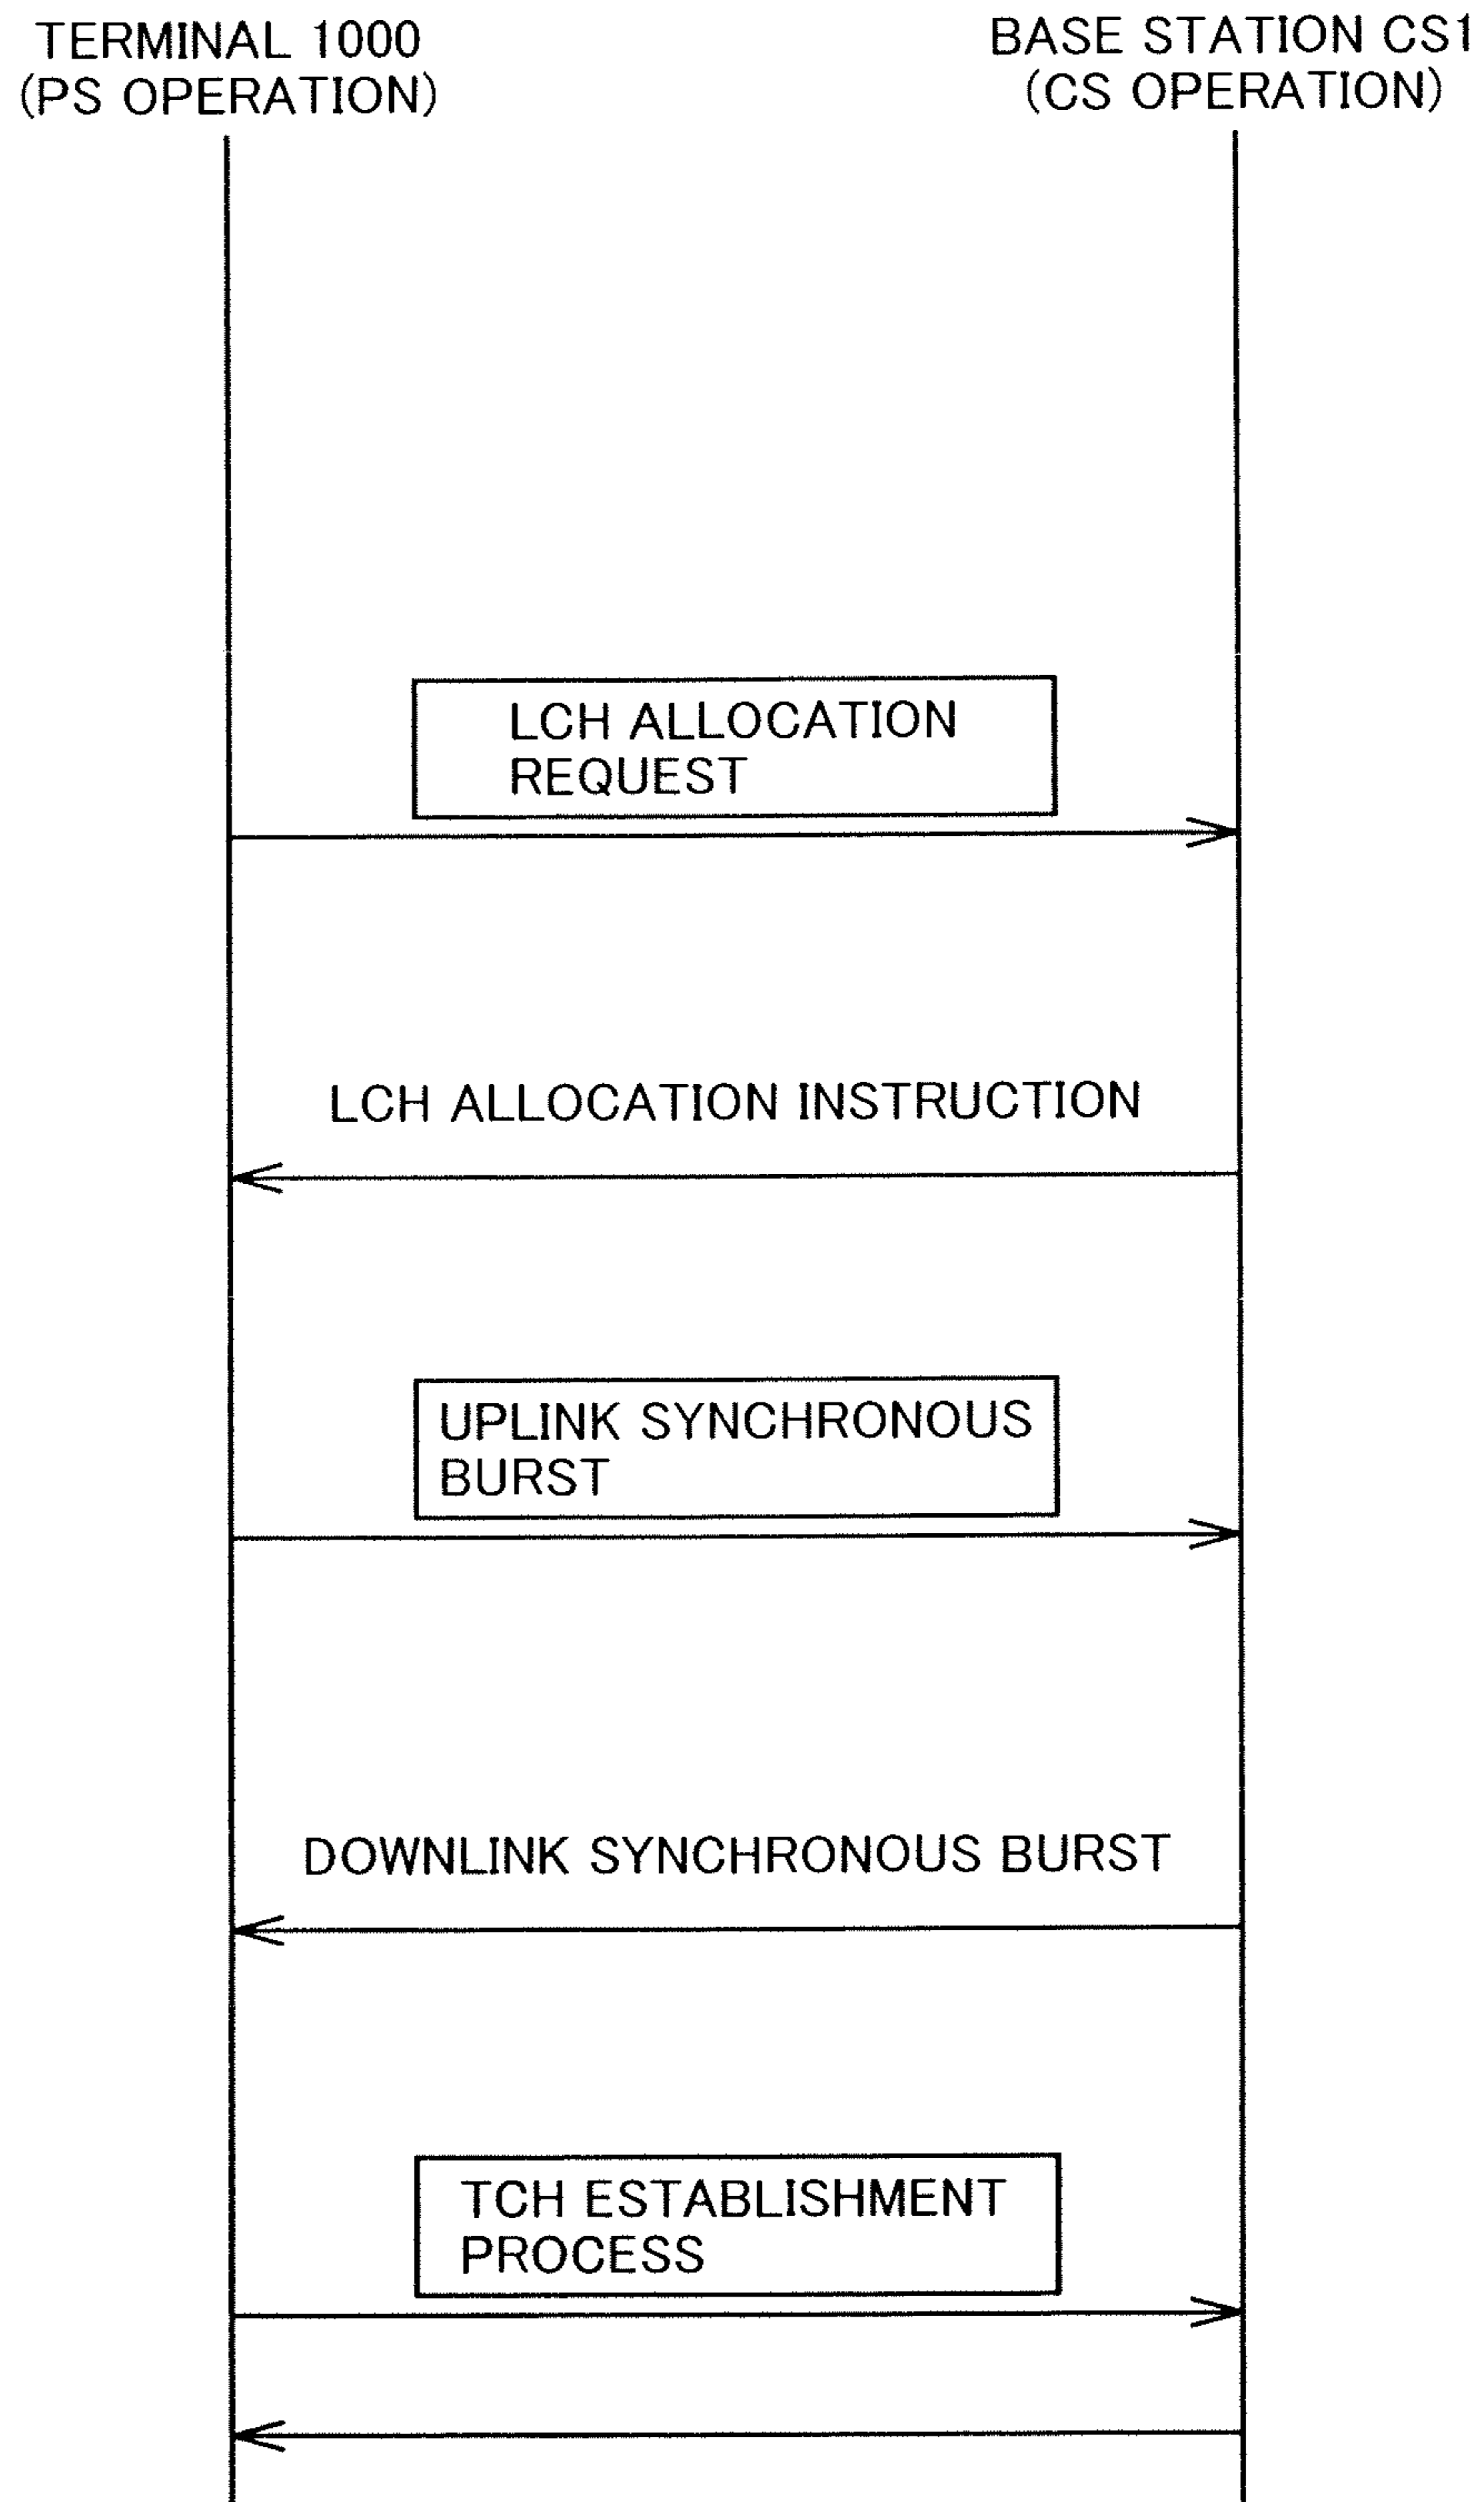 TERMINAL 1000
(PS OPERATION)
BASE STATION CS1
(CS OPERATION)
LCH ALLOCATION
REQUEST
LCH ALLOCATION INSTRUCTION
UPLINK SYNCHRONOUS
BURST
DOWNLINK SYNCHRONOUS BURST
TCH ESTABLISHMENT
PROCESS